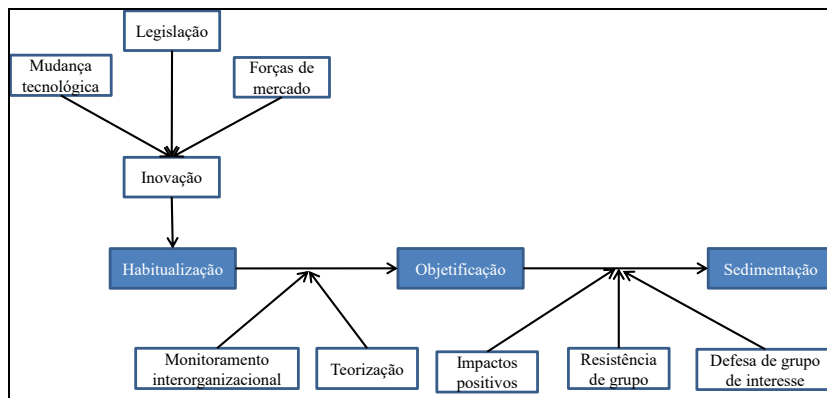 Legislação
Mudança
tecnológica
Forças de
mercado
Inovação
Habitualização
Objetificação
Sedimentação
Monitoramento
interorganizacional
Teorização
Impactos
positivos
Resistência
de grupo
Defesa de grupo
de interesse